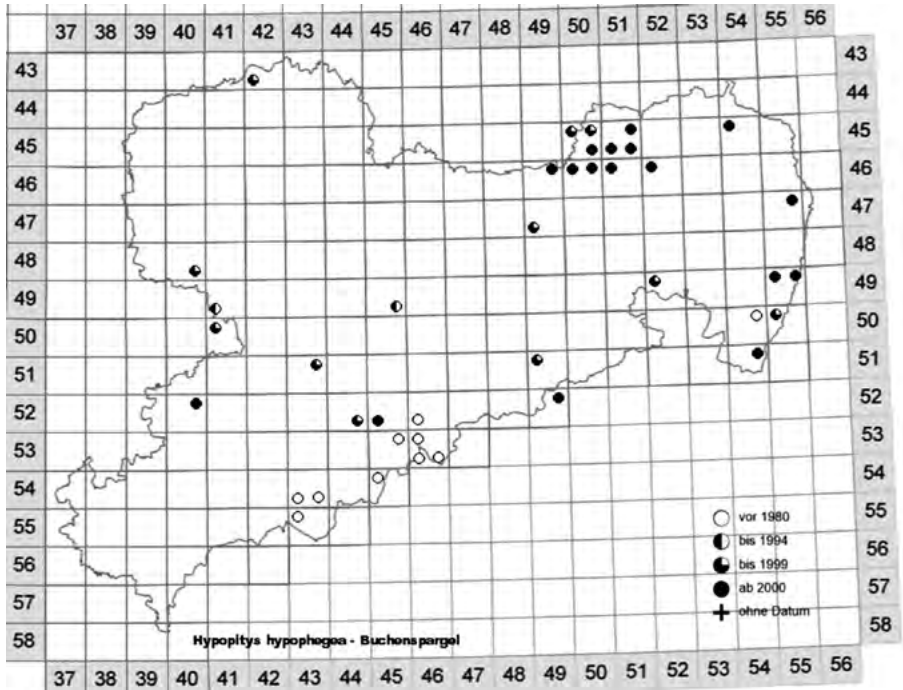 37 38 39 40 41 42 43 44 45 46 47 48 49 50 51 52 53 54 55 56
43 43
44 44
45 45
46 46
47 47
48 48
49 49
50 50
51 51
52 52
53 53
54 54
55 55
56 56
57 57
58 58
vor 1980
bis 1994
bis 1999
ab 2000
ohne Datum
Hypopitys hypophegea - Buchenspargel
37 38 39 40 41 42 43 44 45 46 47 48 49 50 51 52 53 54 55 56